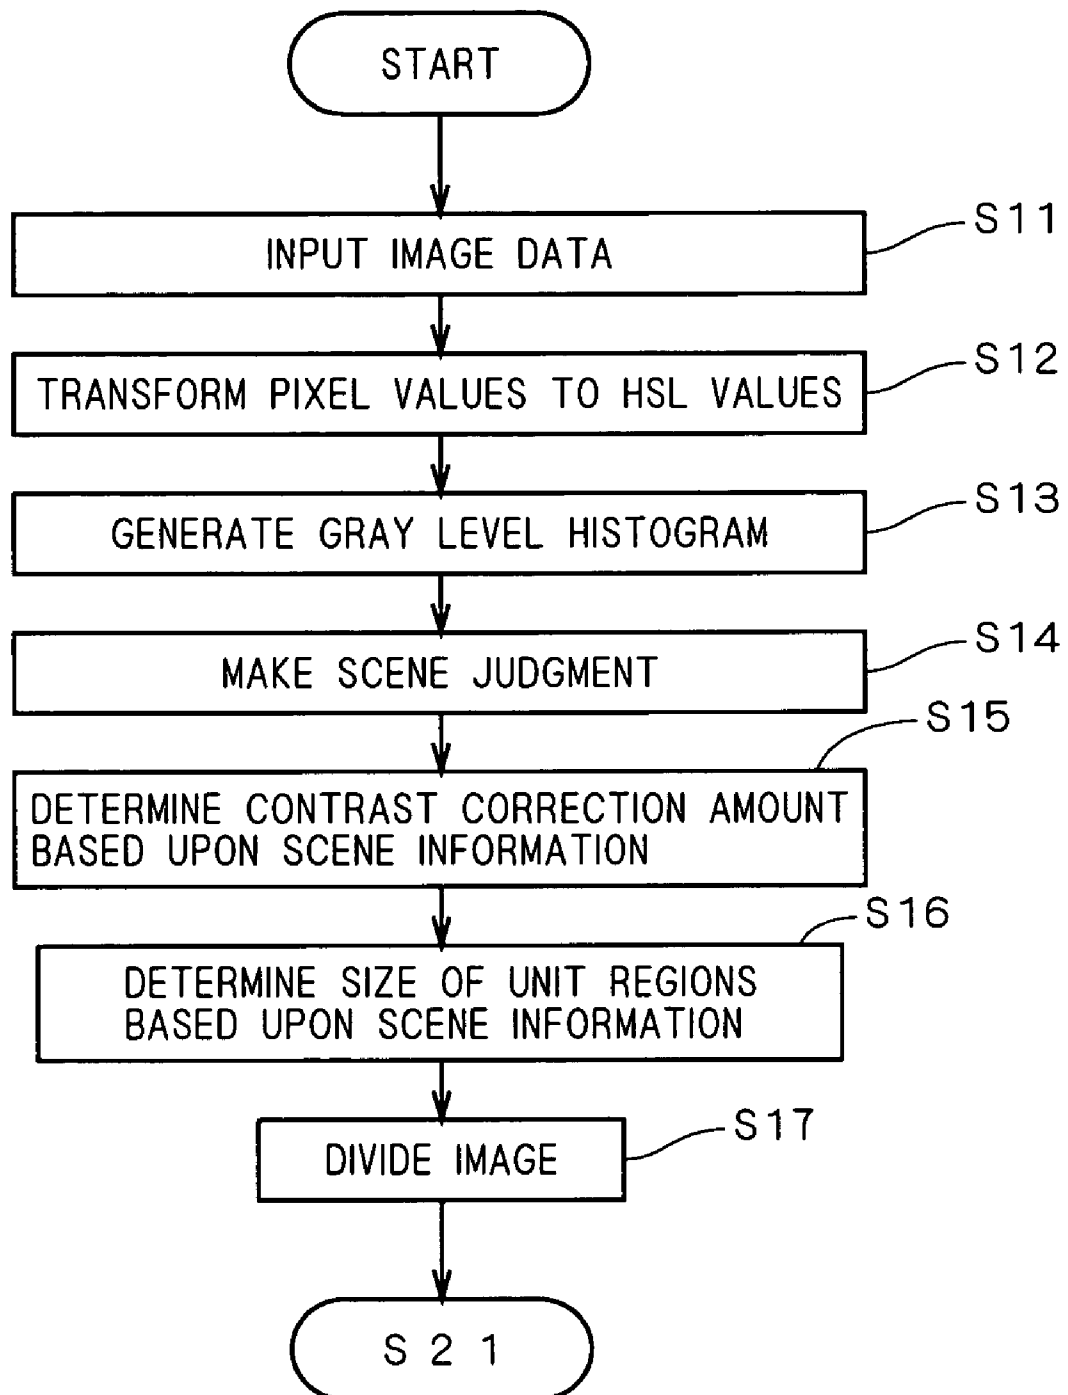 START
S11
INPUT IMAGE DATA
S12
TRANSFORM PIXEL VALUES TO HSL VALUES
S13
GENERATE GRAY LEVEL HISTOGRAM
S14
MAKE SCENE JUDGMENT
S15
DETERMINE CONTRAST CORRECTION AMOUNT
BASED UPON SCENE INFORMATION
S16
DETERMINE SIZE OF UNIT REGIONS
BASED UPON SCENE INFORMATION
S17
DIVIDE IMAGE
S 2 1